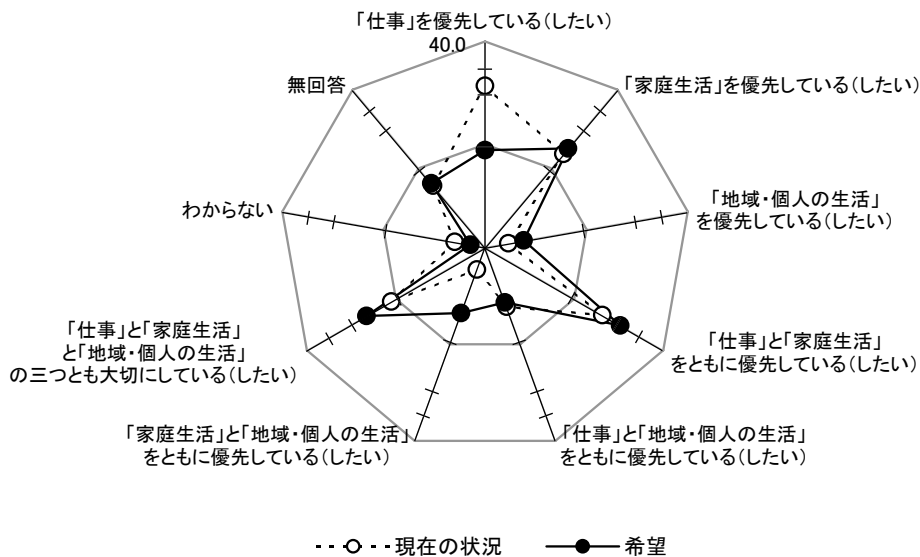 「仕事」を優先している(したい)
40.0
「家庭生活」を優先している(したい)
「地域・個人の生活」
を優先している(したい)
「仕事」と「家庭生活」
をともに優先している(したい)
「仕事」と「地域・個人の生活」
をともに優先している(したい)
「家庭生活」と「地域・個人の生活」
をともに優先している(したい)
「仕事」と「家庭生活」
と「地域・個人の生活」
の三つとも大切にしている(したい)
わからない
無回答
現在の状況
希望